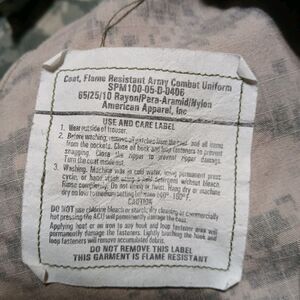 Coat, Flame Resistant Army Combat Uniform
SPM100-05-D-0406
65/25/10 Rayon/Para-Aramid/Nylon
American Apparel, Inc
USE AND CARE LABEL
1. Wear outside of trouser.
2. Before washing, remove all patches from the coat and all items
from the pockets. Close all hook and loop fasteners to prevent
snagging. Close the zipper to prevent zipper damage.
Turn the coat inside out.
3. Washing. Machine wash in cold water, using permanent press
cycle, or hand wash using a mild detergent without bleach.
Rinse completely. Do not wring or twist. Hang dry or machine
dry on low
CAUTION
DO NOT use chlorine bleach or starch; dry cleaning or commercially
hot pressing the ACU will permanently damage the coat.
Applying heat or an iron to any hook and loop fastener area will
permanently damage the fasteners. Lightly brushing the hook and
loop fasteners will remove accumulated debris.
DO NOT REMOVE THIS LABEL
THIS GARMENT IS FLAME RESISTANT